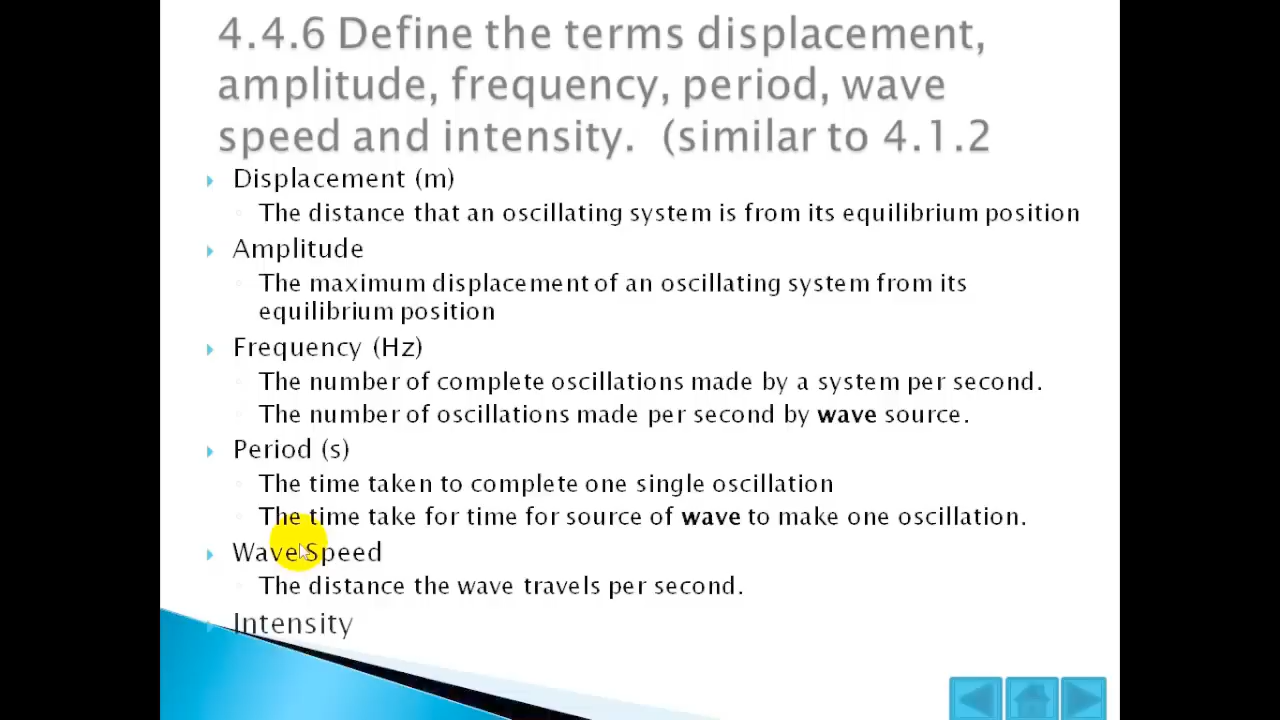 4.4.6 Define the terms displacement,
amplitude, frequency, period, wave
speed and intensity.  (similar to 4.1.2
Displacement (m)
The distance that an oscillating system is from its equilibrium position
Amplitude
The maximum displacement of an oscillating system from its
equilibrium position
Frequency (Hz)
The number of complete oscillations made by a system per second.
The number of oscillations made per second by wave source.
Period (s)
The time taken to complete one single oscillation
The time take for time for source of wave to make one oscillation.
Wave Speed
The distance the wave travels per second.
Intensity